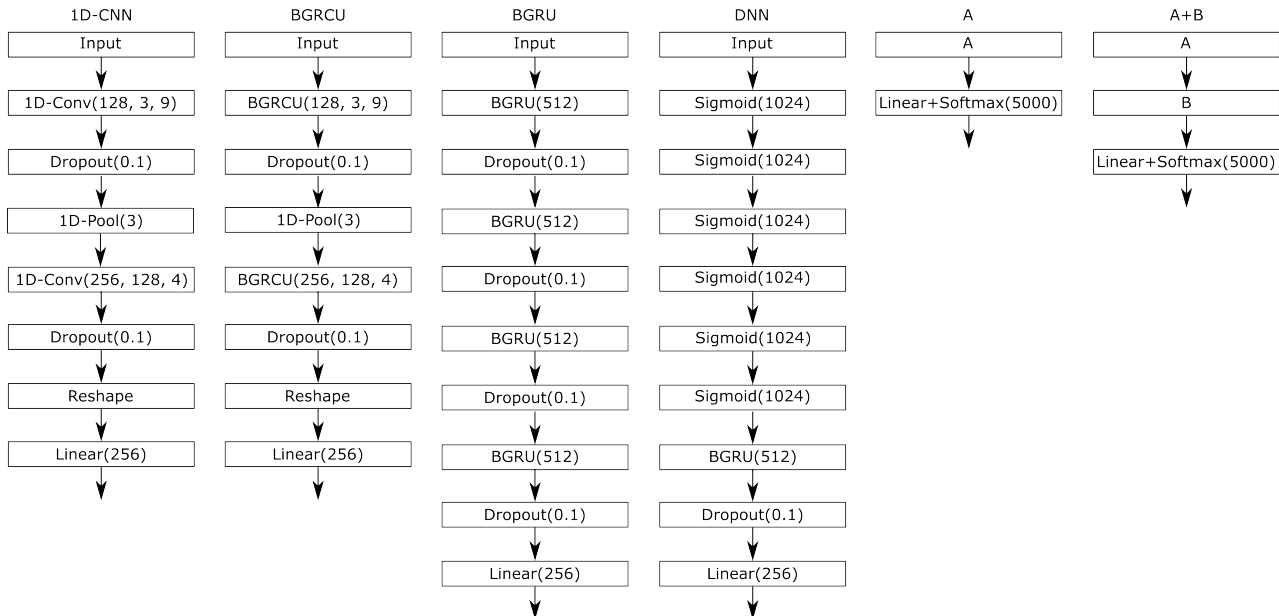 1D-CNN
Input
1D-Conv(128, 3, 9)
Dropout(0.1)
1D-Pool(3)
1D-Conv(256, 128, 4)
Dropout(0.1)
Reshape
Linear(256)
BGRCU
Input
BGRCU(128, 3, 9)
Dropout(0.1)
1D-Pool(3)
BGRCU(256, 128, 4)
Dropout(0.1)
Reshape
Linear(256)
BGRU
Input
BGRU(512)
Dropout(0.1)
BGRU(512)
Dropout(0.1)
BGRU(512)
Dropout(0.1)
BGRU(512)
Dropout(0.1)
Linear(256)
DNN
Input
Sigmoid(1024)
Sigmoid(1024)
Sigmoid(1024)
Sigmoid(1024)
Sigmoid(1024)
Sigmoid(1024)
BGRU(512)
Dropout(0.1)
Linear(256)
A
A
Linear+Softmax(5000)
A+B
A
B
Linear+Softmax(5000)